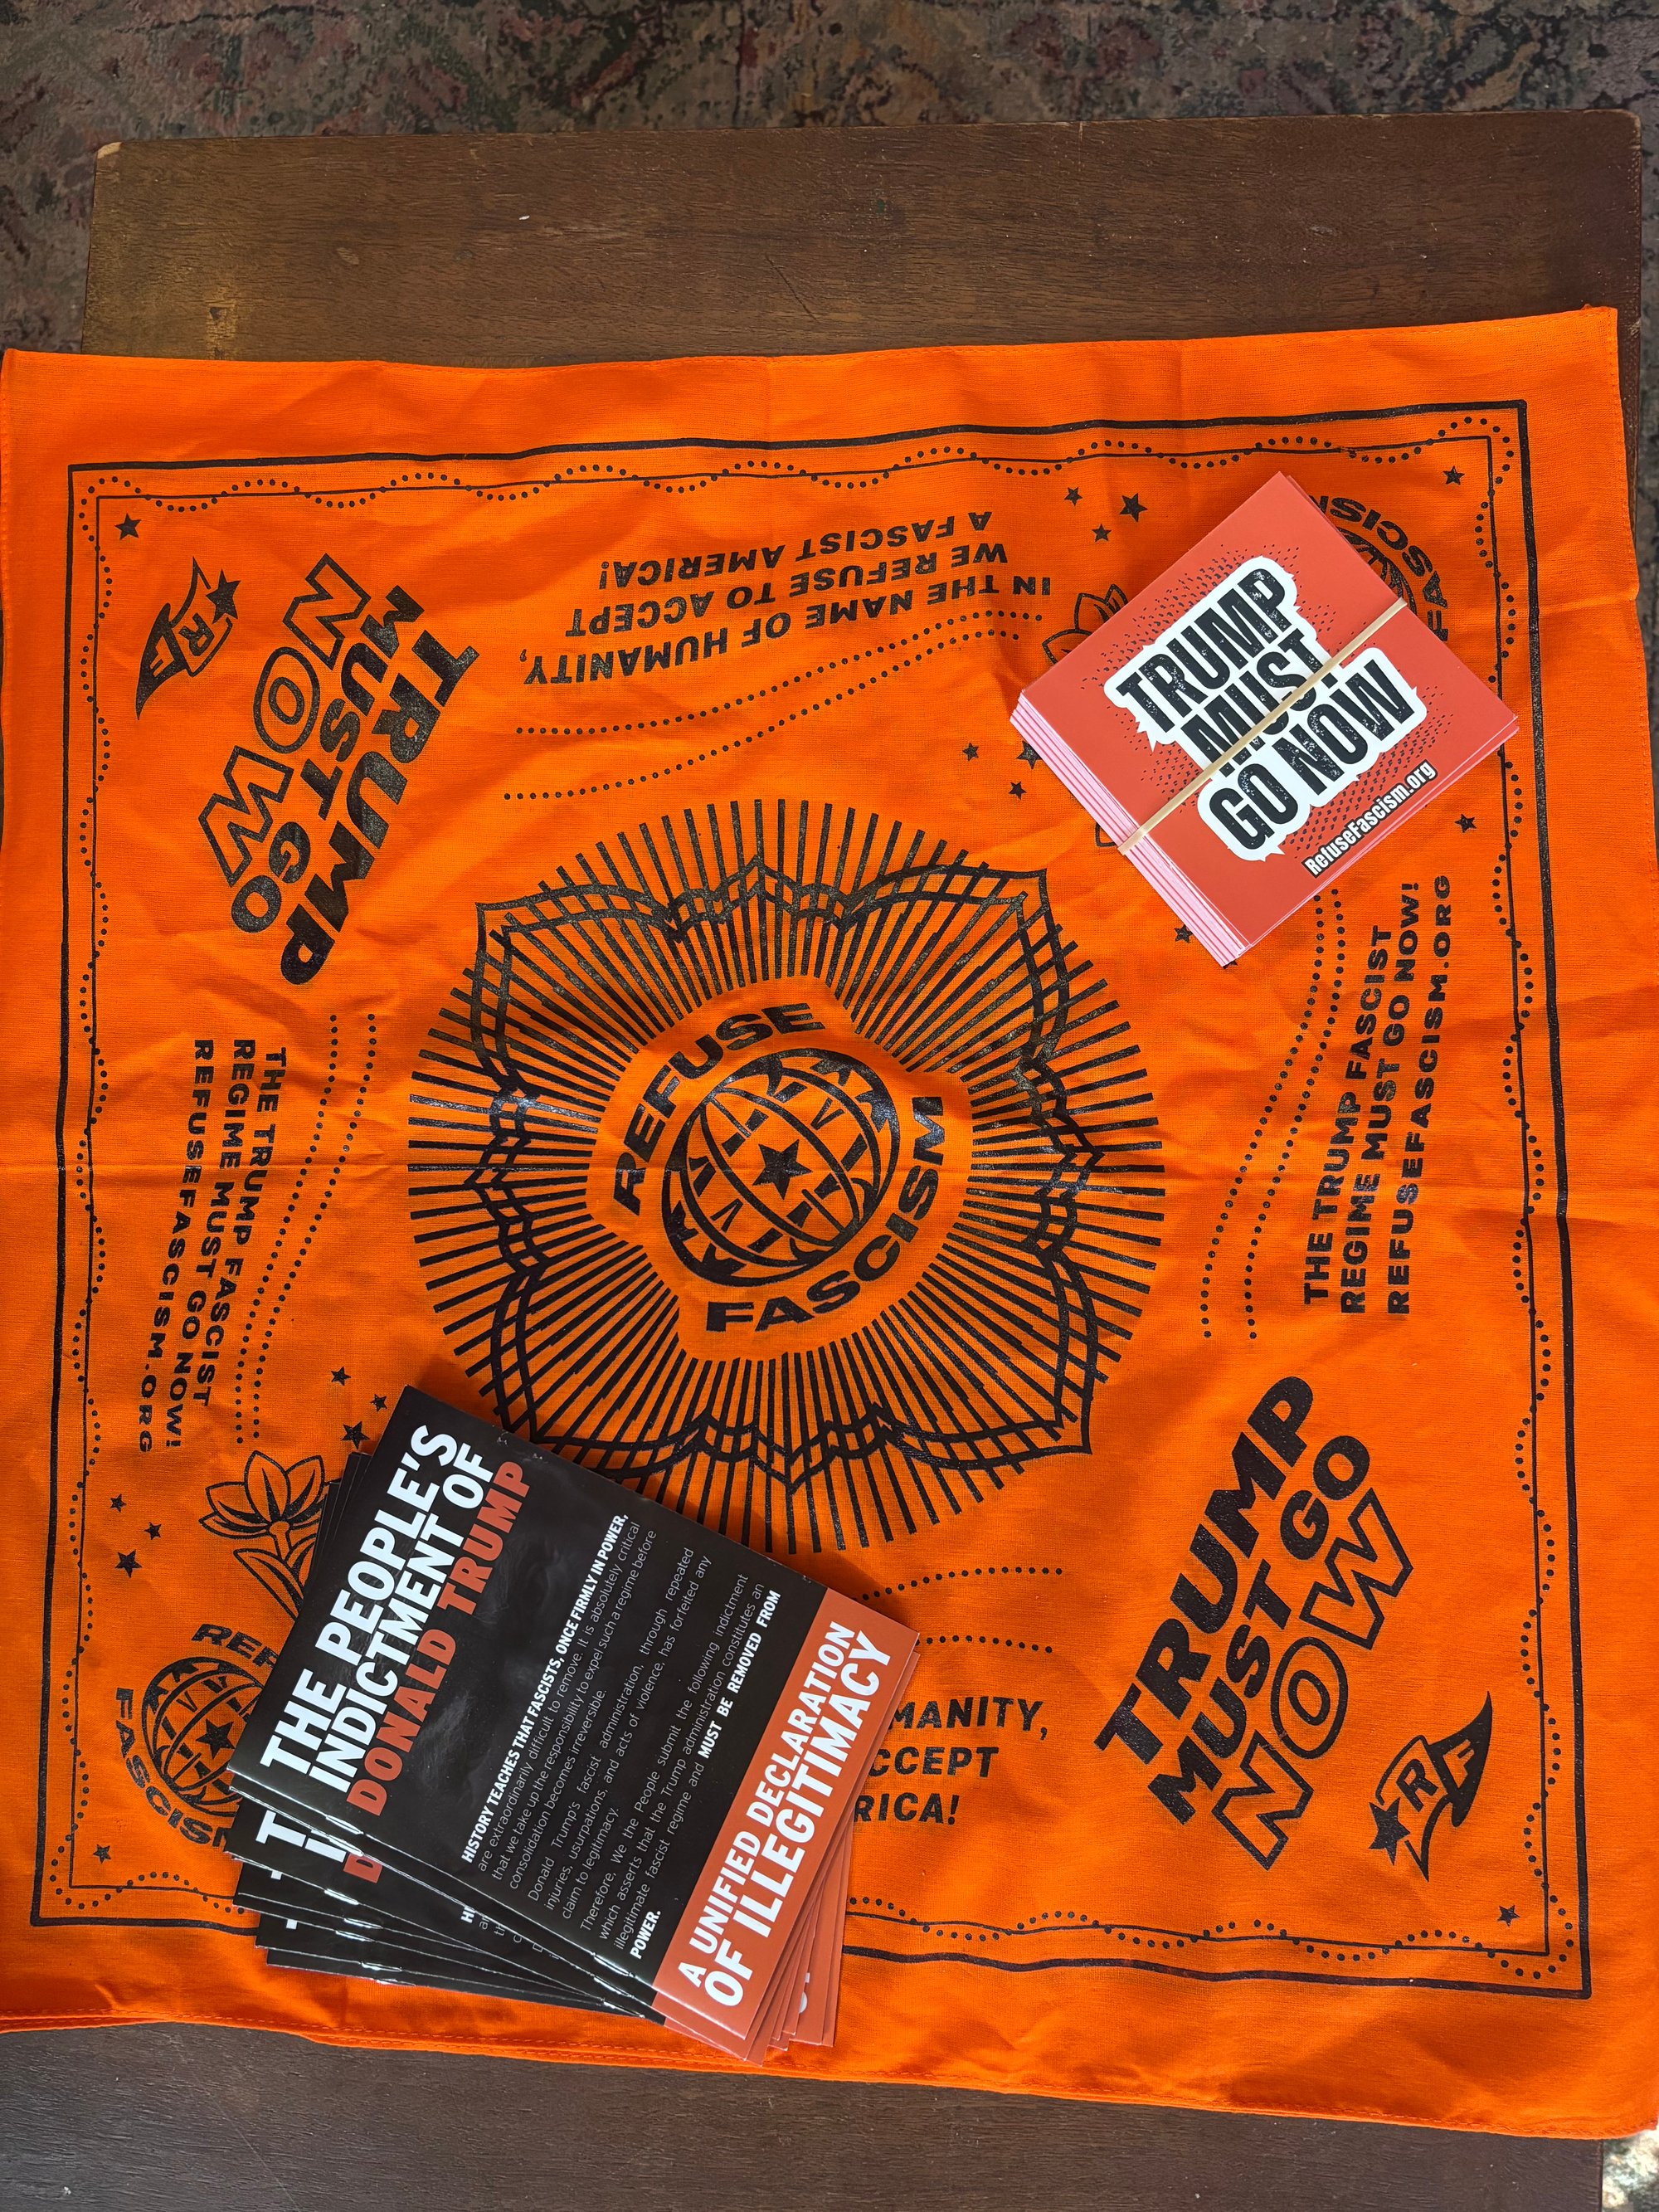 IN THE NAME OF HUMANITY,
WE REFUSE TO ACCEPT
A FASCIST AMERICA!
FASCIS
RF
TRUMP
MUST GO
NOW
TRUMP
MUST
GO NOW
RefuseFascism.org
THE TRUMP FASCIST
REGIME MUST GO NOW!
REFUSEFASCISM.ORG
REFUSE
FASCISM
THE TRUMP FASCIST
REGIME MUST GO NOW!
REFUSEFASCISM.ORG
REF
FASCISM
THE PEOPLE'S
INDICTMENT OF
DONALD TRUMP
HISTORY TEACHES THAT FASCISTS, ONCE FIRMLY IN POWER,
are extraordinarily difficult to remove. It is absolutely critical
that we take up the responsibility to expel such a regime before
consolidation becomes irreversible.
Donald Trump's fascist administration, through repeated
injuries, usurpations, and acts of violence, has forfeited any
claim to legitimacy.
Therefore, We the People submit the following indictment
which asserts that the Trump administration constitutes an
illegitimate fascist regime and MUST BE REMOVED FROM
POWER.
A UNIFIED DECLARATION
OF ILLEGITIMACY
MANITY,
CCEPT
RICA!
TRUMP
MUST GO
NOW
RF